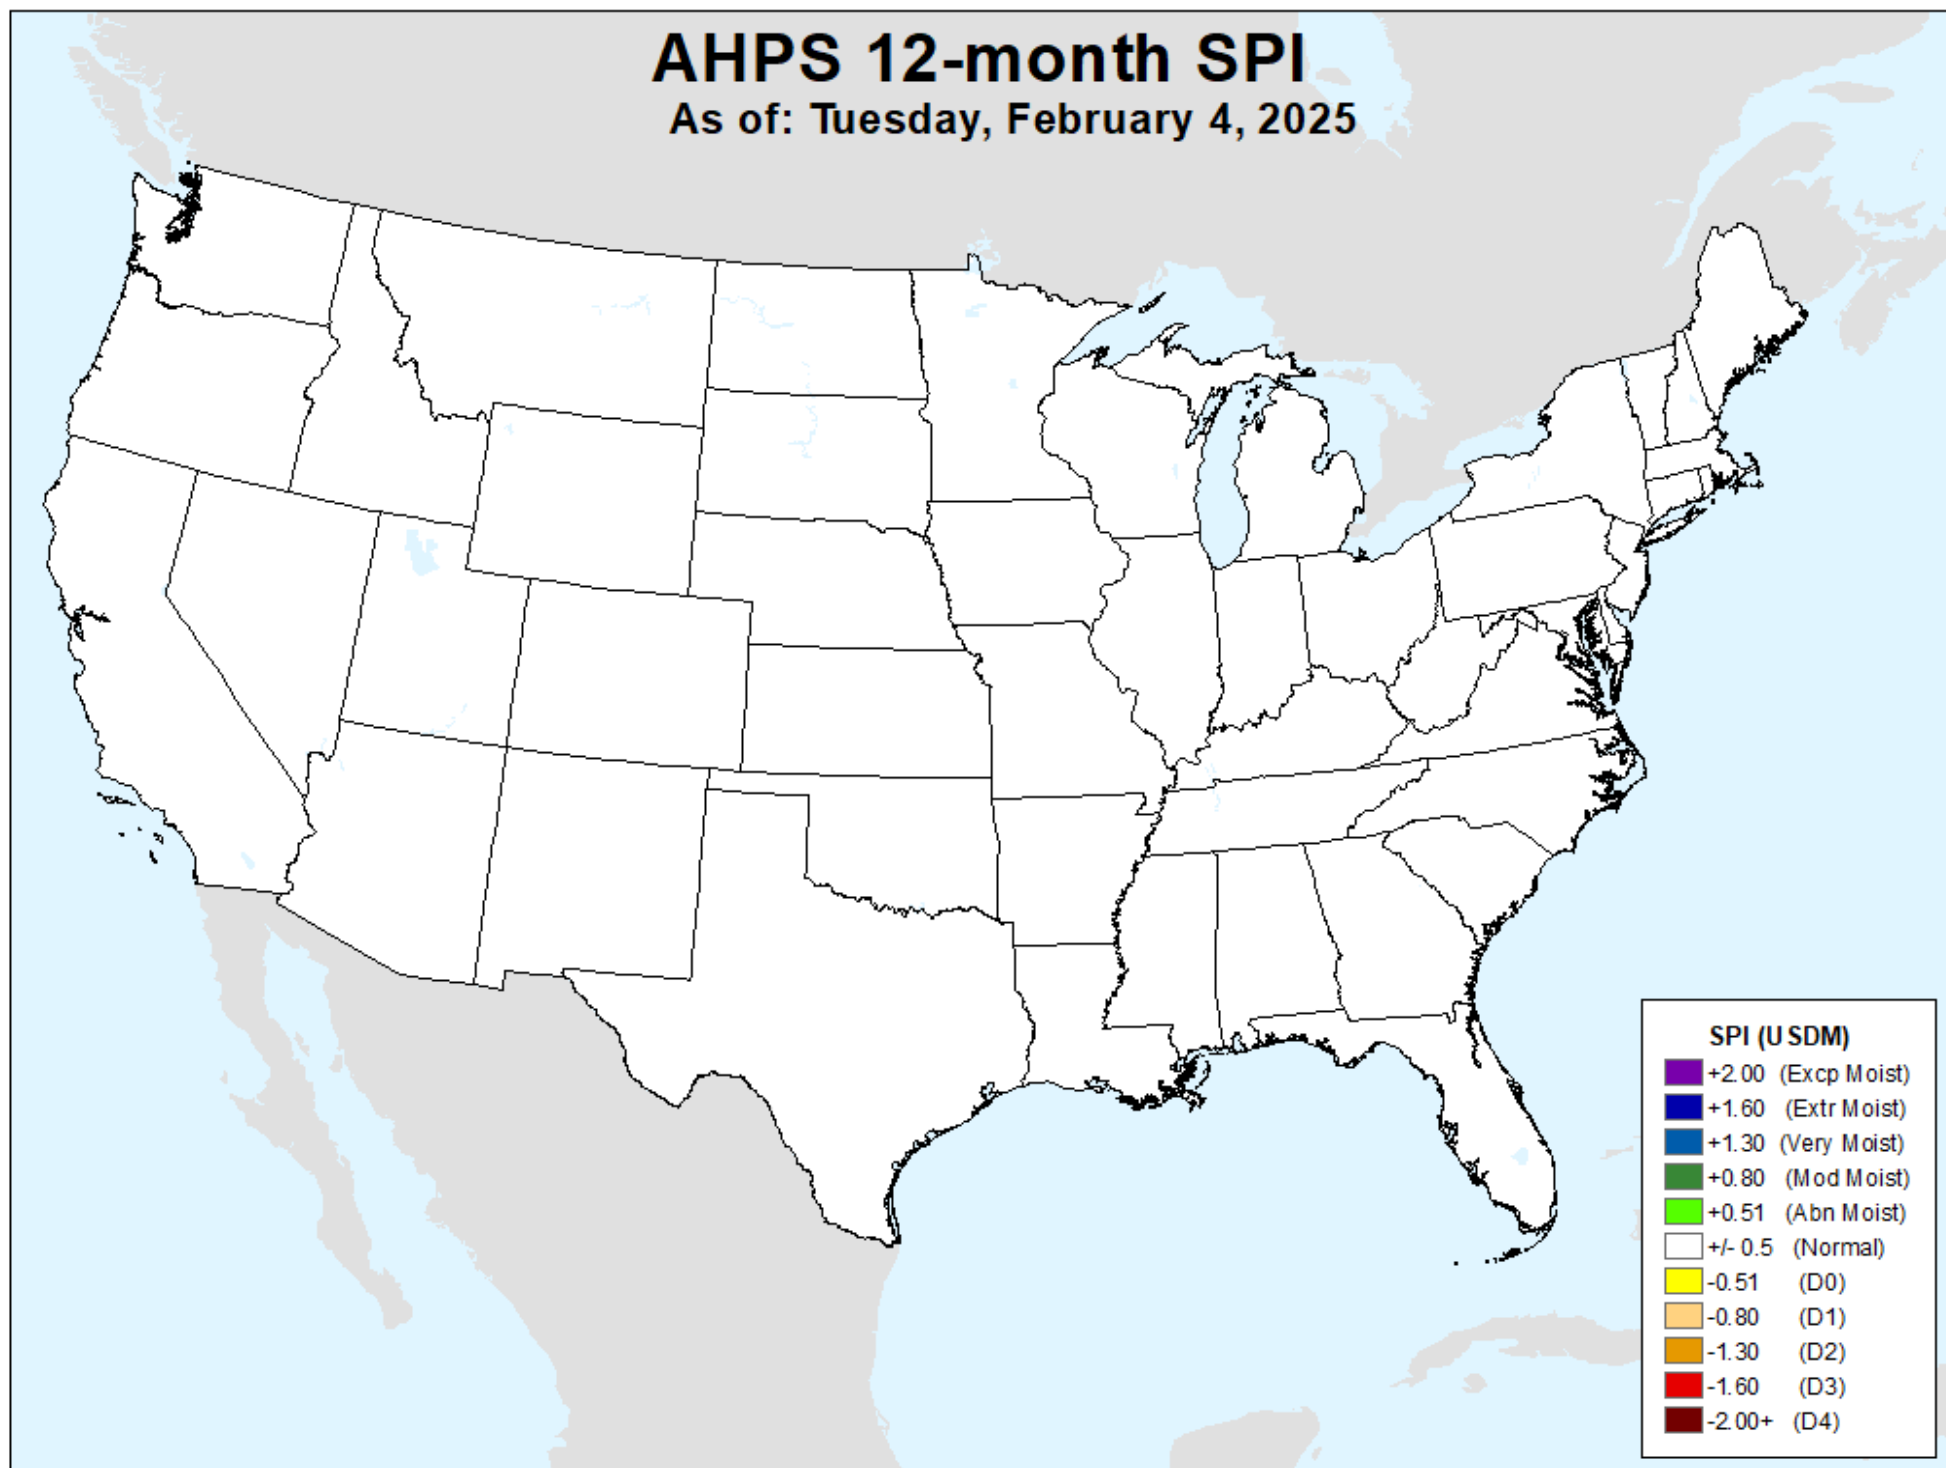 AHPS 12-month SPI
As of: Tuesday, February 4, 2025
SPI (USDM)
+2.00 (Excp Moist)
+1.60 (Extr Moist)
+1.30 (Very Moist)
+0.80 (Mod Moist)
+0.51 (Abn Moist)
+/- 0.5 (Normal)
-0.51 (D0)
-0.80 (D1)
-1.30 (D2)
-1.60 (D3)
-2.00+ (D4)